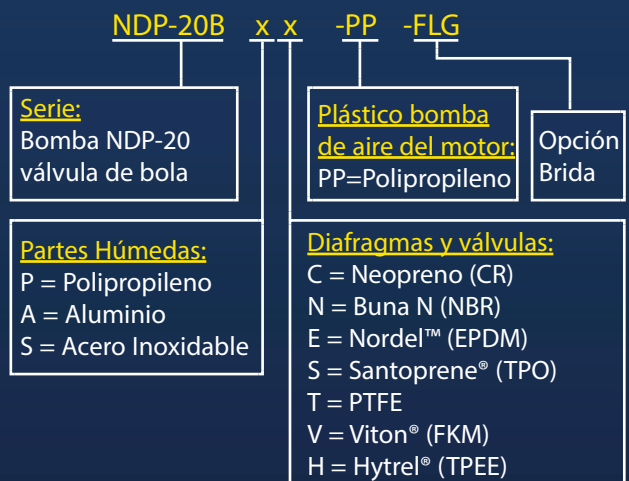 NDP-20B x x -PP -FLG
Serie:
Bomba NDP-20
válvula de bola
Plástico bomba
de aire del motor:
PP=Polipropileno
Opción
Brida
Partes Húmedas:
P = Polipropileno
A = Aluminio
S = Acero Inoxidable
Diafragmas y válvulas:
C = Neopreno (CR)
N = Buna N (NBR)
E = Nordel™ (EPDM)
S = Santoprene® (TPO)
T = PTFE
V = Viton® (FKM)
H = Hytrel® (TPEE)